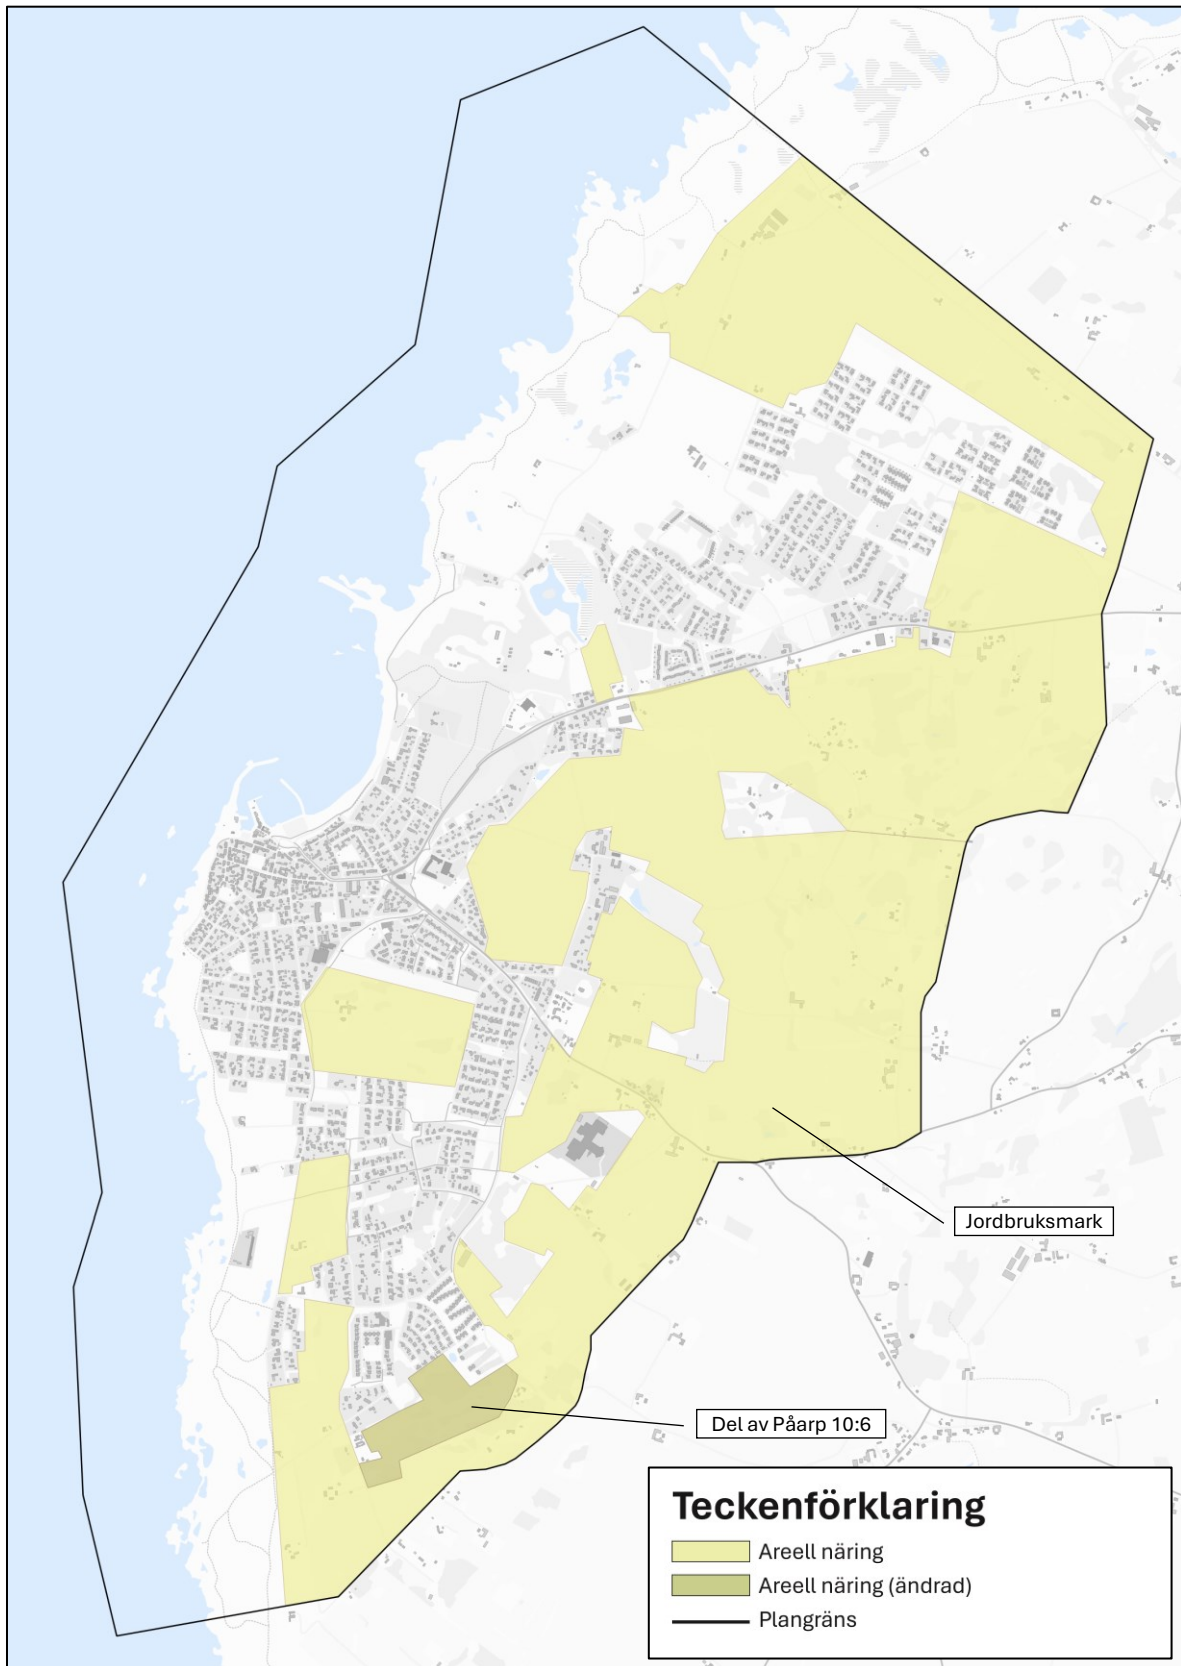 Jordbruksmark
Del av Påarp 10:6
Teckenförklaring
Areell näring
Areell näring (ändrad)
Plangräns